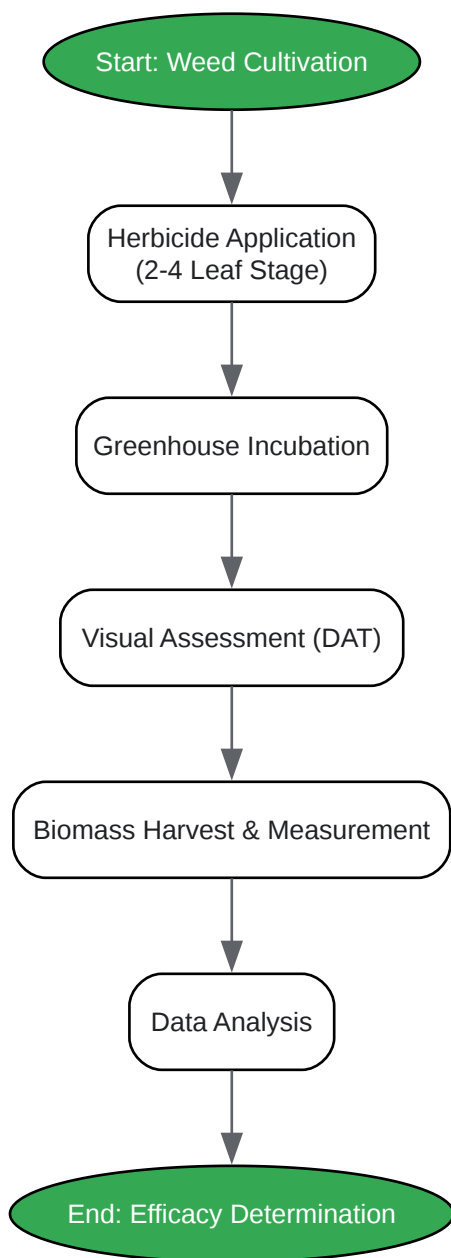 Start: Weed Cultivation
Herbicide Application
(2-4 Leaf Stage)
Greenhouse Incubation
Visual Assessment (DAT)
Biomass Harvest & Measurement
Data Analysis
End: Efficacy Determination